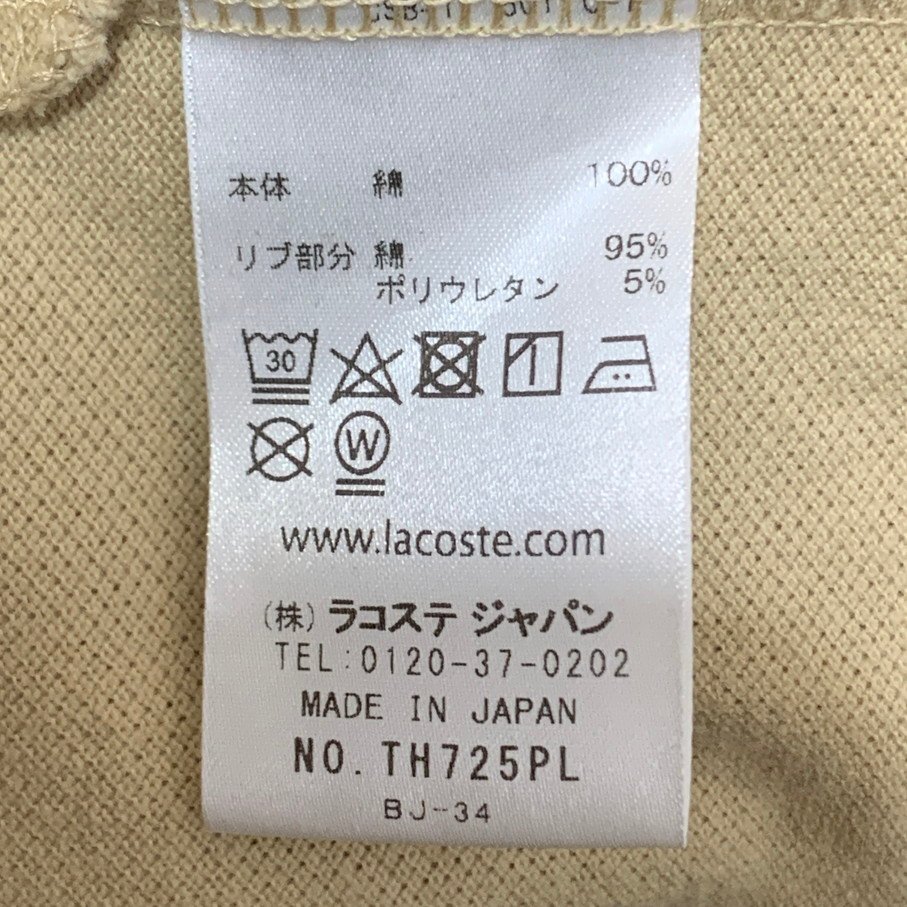 本体 綿 100%
リブ部分 綿 95%
ポリウレタン 5%
30
W
www.lacoste.com
(株) ラコステ ジャパン
TEL:0120-37-0202
MADE IN JAPAN
NO. TH725PL
BJ-34